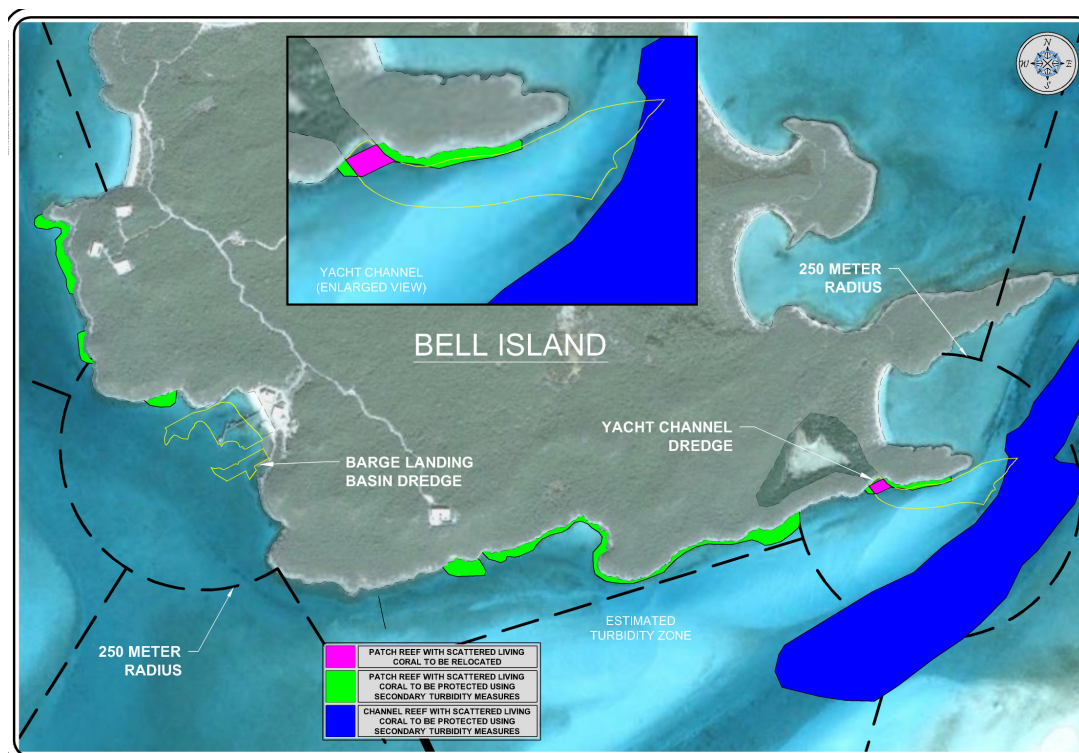 N
W E
S
YACHT CHANNEL
(ENLARGED VIEW)
250 METER
RADIUS
BELL ISLAND
YACHT CHANNEL
DREDGE
BARGE LANDING
BASIN DREDGE
ESTIMATED
TURBIDITY ZONE
250 METER
RADIUS
PATCH REEF WITH SCATTERED LIVING
CORAL TO BE RELOCATED
PATCH REEF WITH SCATTERED LIVING
CORAL TO BE PROTECTED USING
SECONDARY TURBIDITY MEASURES
CHANNEL REEF WITH SCATTERED LIVING
CORAL TO BE PROTECTED USING
SECONDARY TURBIDITY MEASURES